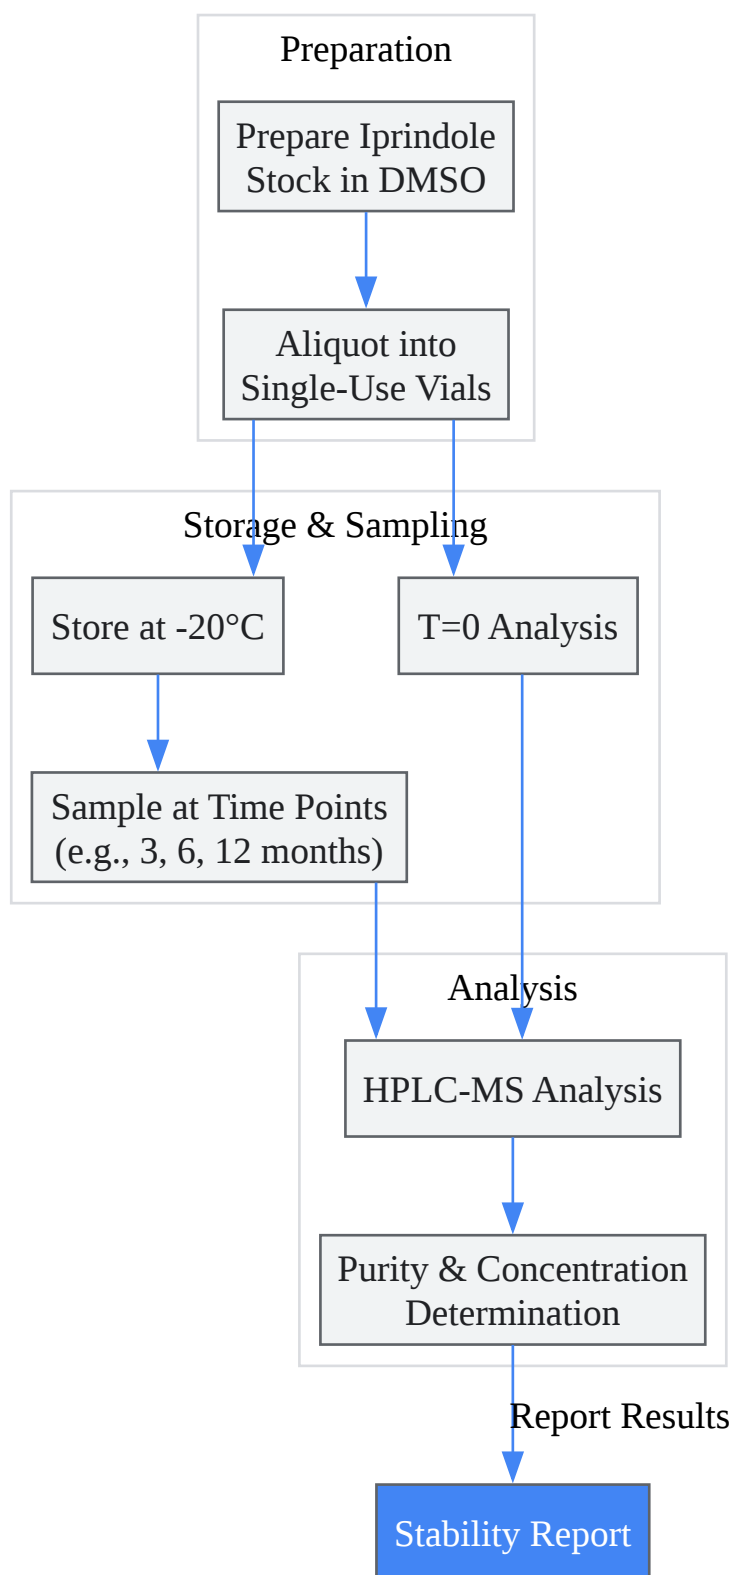 Preparation
Prepare Iprindole
Stock in DMSO
Aliquot into
Single-Use Vials
Storage & Sampling
Store at -20°C
T=0 Analysis
Sample at Time Points
(e.g., 3, 6, 12 months)
Analysis
HPLC-MS Analysis
Purity & Concentration
Determination
Report Results
Stability Report